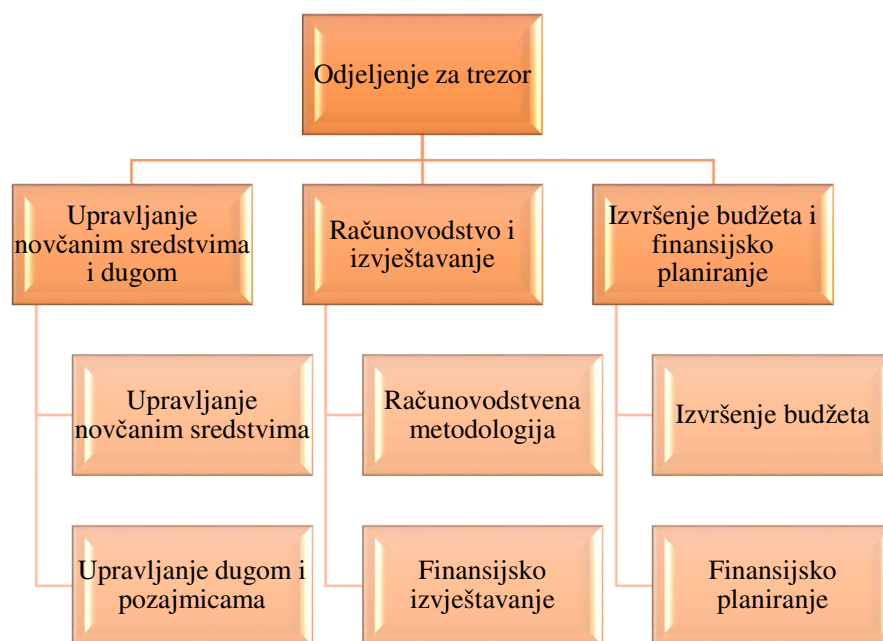 Odjeljenje za trezor
Upravljanje
novčanim sredstvima
i dugom
Računovodstvo i
izvještavanje
Izvršenje budžeta i
finansijsko
planiranje
Upravljanje
novčanim sredstvima
Računovodstvena
metodologija
Izvršenje budžeta
Upravljanje dugom i
pozajmicama
Finansijsko
izvještavanje
Finansijsko
planiranje